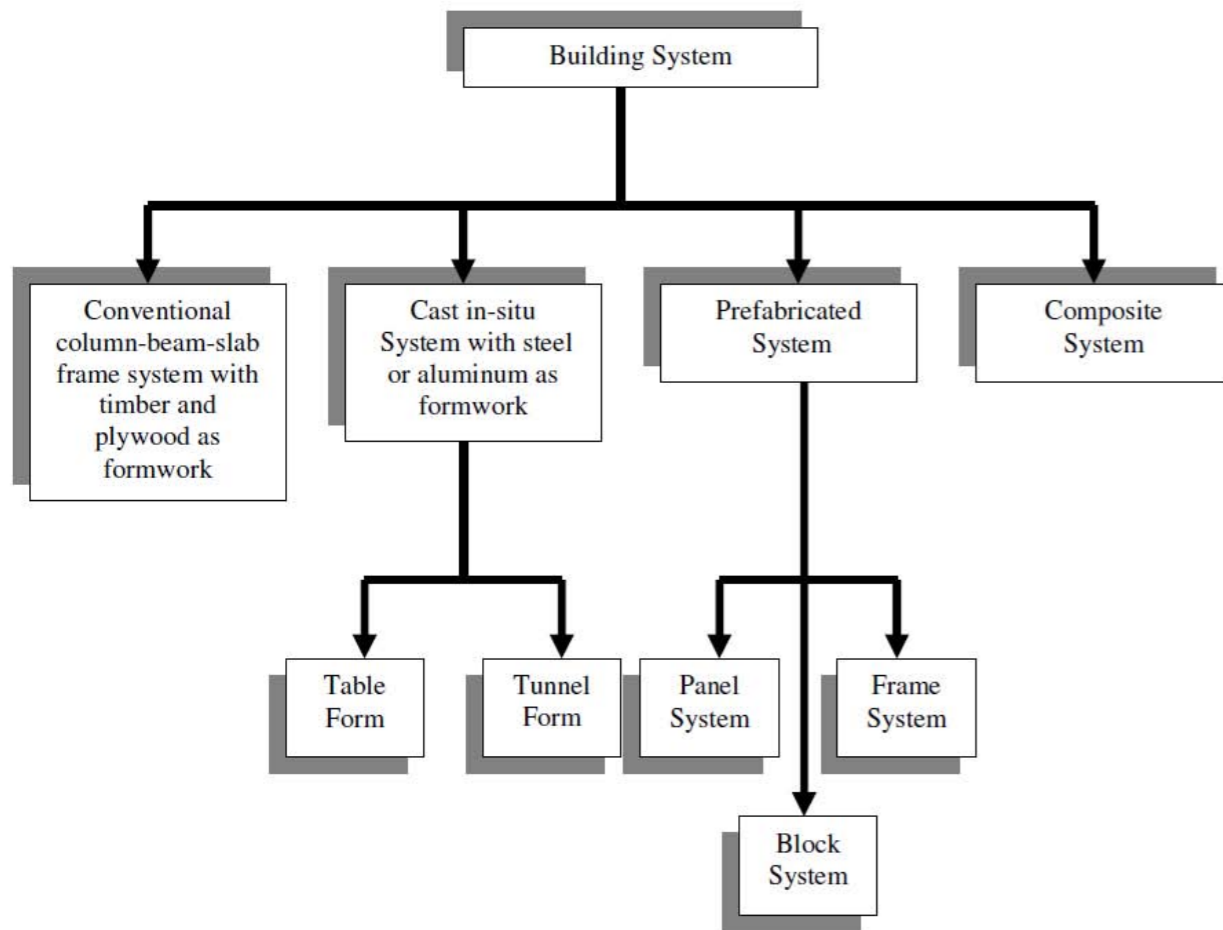 Building System
Conventional
column-beam-slab
frame system with
timber and
plywood as
formwork
Cast in-situ
System with steel
or aluminum as
formwork
Prefabricated
System
Composite
System
Table
Form
Tunnel
Form
Panel
System
Frame
System
Block
System